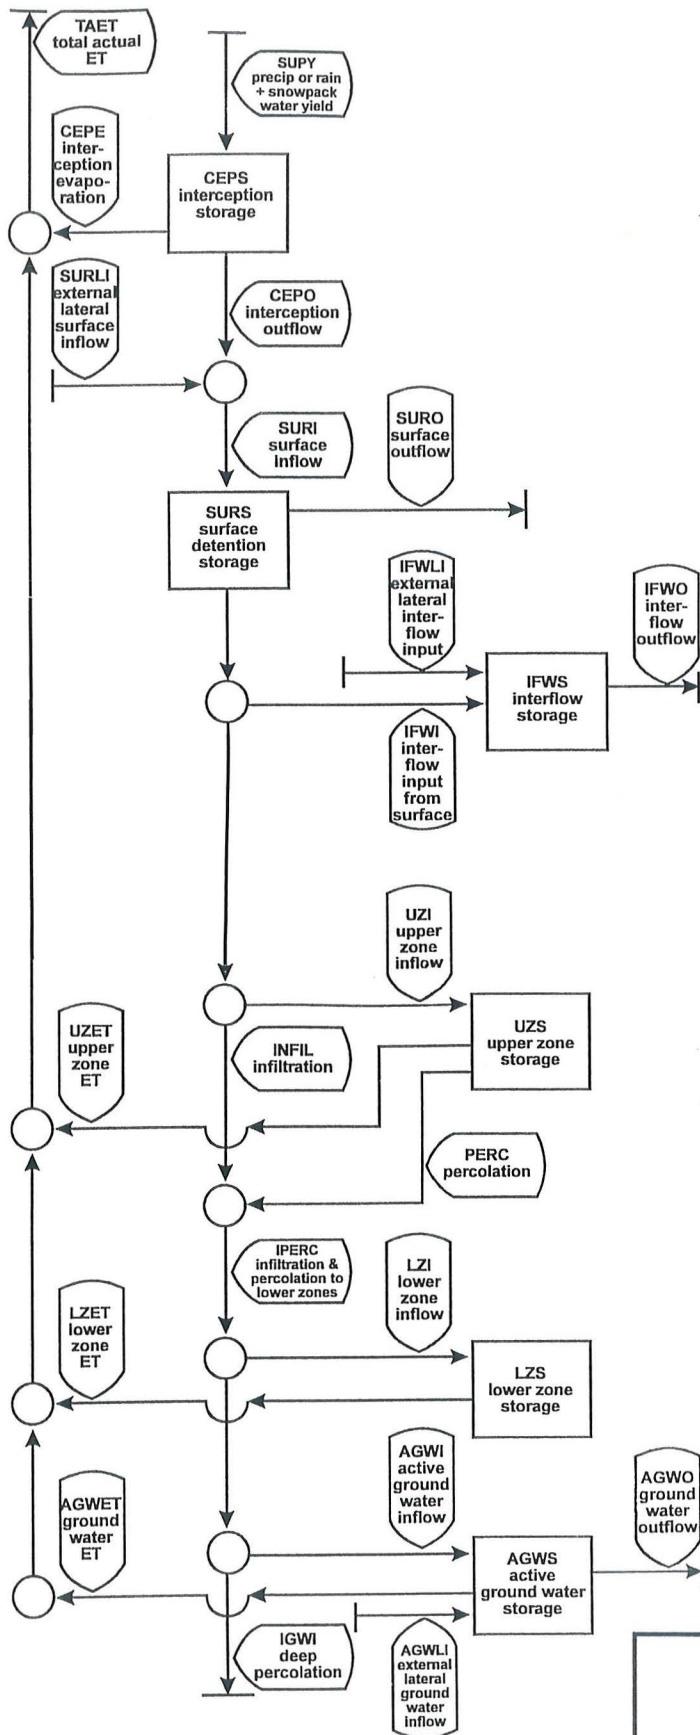 TAET
total actual
ET
SUPY
precip or rain
+ snowpack
water yield
CEPE
inter-
ception
evapo-
ration
CEPS
interception
storage
SURLI
external
lateral
surface
inflow
CEPO
interception
outflow
SURI
surface
inflow
SURO
surface
outflow
SURS
surface
detention
storage
IFWLI
external
lateral
inter-
flow
input
IFWO
inter-
flow
outflow
IFWS
interflow
storage
IFWI
inter-
flow
input
from
surface
UZI
upper
zone
inflow
UZET
upper
zone
ET
INFIL
infiltration
UZS
upper zone
storage
PERC
percolation
IPERC
infiltration &
percolation to
lower zones
LZI
lower
zone
inflow
LZET
lower
zone
ET
LZS
lower zone
storage
AGWI
active
ground
water
inflow
AGWO
ground
water
outflow
AGWET
ground
water
ET
AGWS
active
ground water
storage
IGWI
deep
percolation
AGWLI
external
lateral
ground
water
inflow